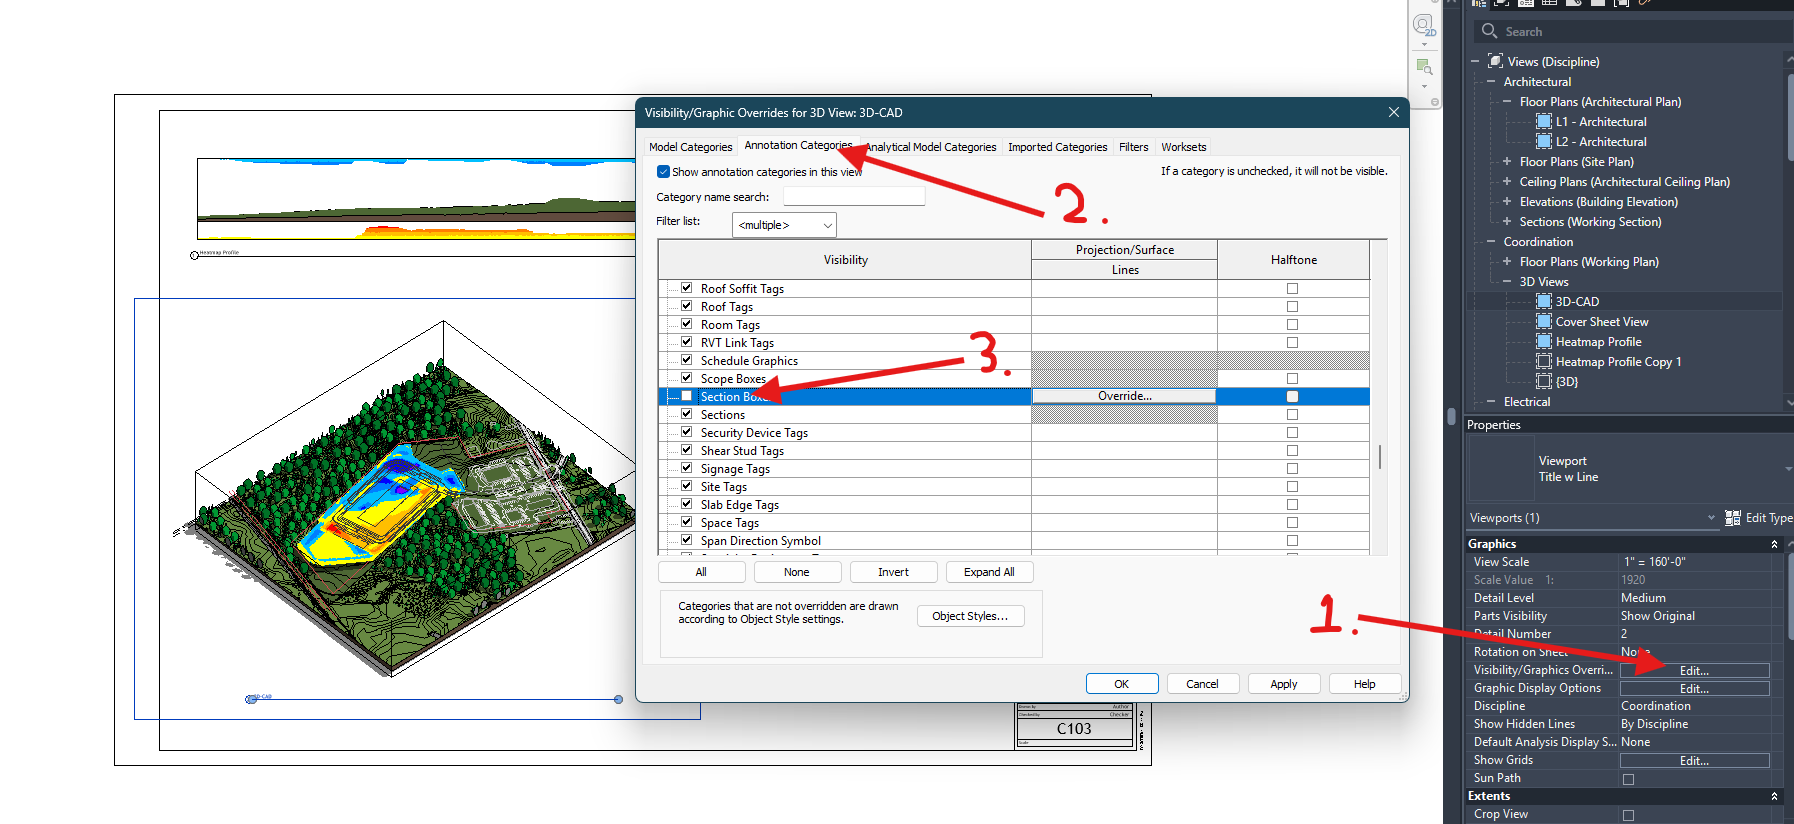 2D
Search
Views (Discipline)
Architectural
Floor Plans (Architectural Plan)
L1 - Architectural
L2 - Architectural
Floor Plans (Site Plan)
Ceiling Plans (Architectural Ceiling Plan)
Elevations (Building Elevation)
Sections (Working Section)
Coordination
Floor Plans (Working Plan)
3D Views
3D-CAD
Cover Sheet View
Heatmap Profile
Heatmap Profile Copy 1
{3D}
Electrical
Visibility/Graphic Overrides for 3D View: 3D-CAD
Model Categories Annotation Categories Analytical Model Categories Imported Categories Filters Worksets
Show annotation categories in this view
If a category is unchecked, it will not be visible.
Category name search:
Filter list: <multiple>
Visibility Projection/Surface Halftone
Lines
Roof Soffit Tags
Roof Tags
Room Tags
RVT Link Tags
Schedule Graphics
Scope Boxes
Section Boxes Override...
Sections
Security Device Tags
Shear Stud Tags
Signage Tags
Site Tags
Slab Edge Tags
Space Tags
Span Direction Symbol
All None Invert Expand All
Categories that are not overridden are drawn
according to Object Style settings.
Object Styles...
OK Cancel Apply Help
2.
3.
1.
Heatmap Profile
3D-CAD
Author
Checked by Checker
C103
Scale
Properties
Viewport
Title w Line
Viewports (1) Edit Type
Graphics
View Scale 1" = 160'-0"
Scale Value 1: 1920
Detail Level Medium
Parts Visibility Show Original
Detail Number 2
Rotation on Sheet None
Visibility/Graphics Overri... Edit...
Graphic Display Options Edit...
Discipline Coordination
Show Hidden Lines By Discipline
Default Analysis Display S... None
Show Grids Edit...
Sun Path
Extents
Crop View